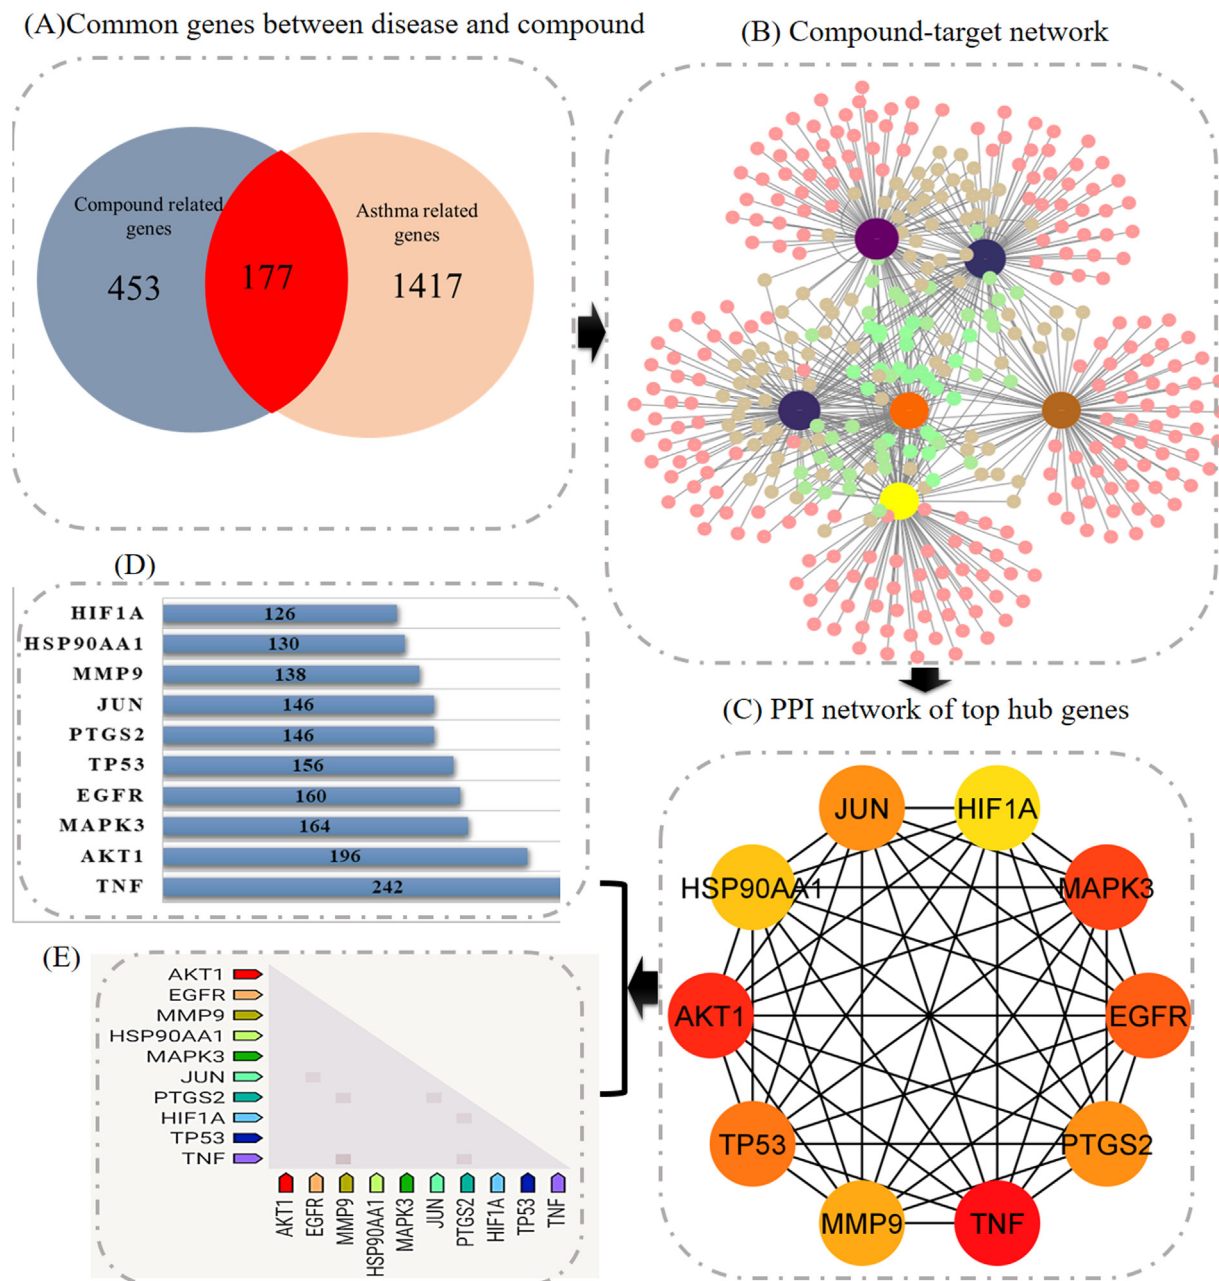 (A)Common genes between disease and compound
Compound related
genes
453
177
Asthma related
genes
1417
(B) Compound-target network
(D)
HIF1A 126
HSP90AA1 130
MMP9 138
JUN 146
PTGS2 146
TP53 156
EGFR 160
MAPK3 164
AKT1 196
TNF 242
(C) PPI network of top hub genes
JUN HIF1A
HSP90AA1 MAPK3
AKT1 EGFR
TP53 PTGS2
MMP9 TNF
(E)
AKT1
EGFR
MMP9
HSP90AA1
MAPK3
JUN
PTGS2
HIF1A
TP53
TNF
AKT1
EGFR
MMP9
HSP90AA1
MAPK3
JUN
PTGS2
HIF1A
TP53
TNF